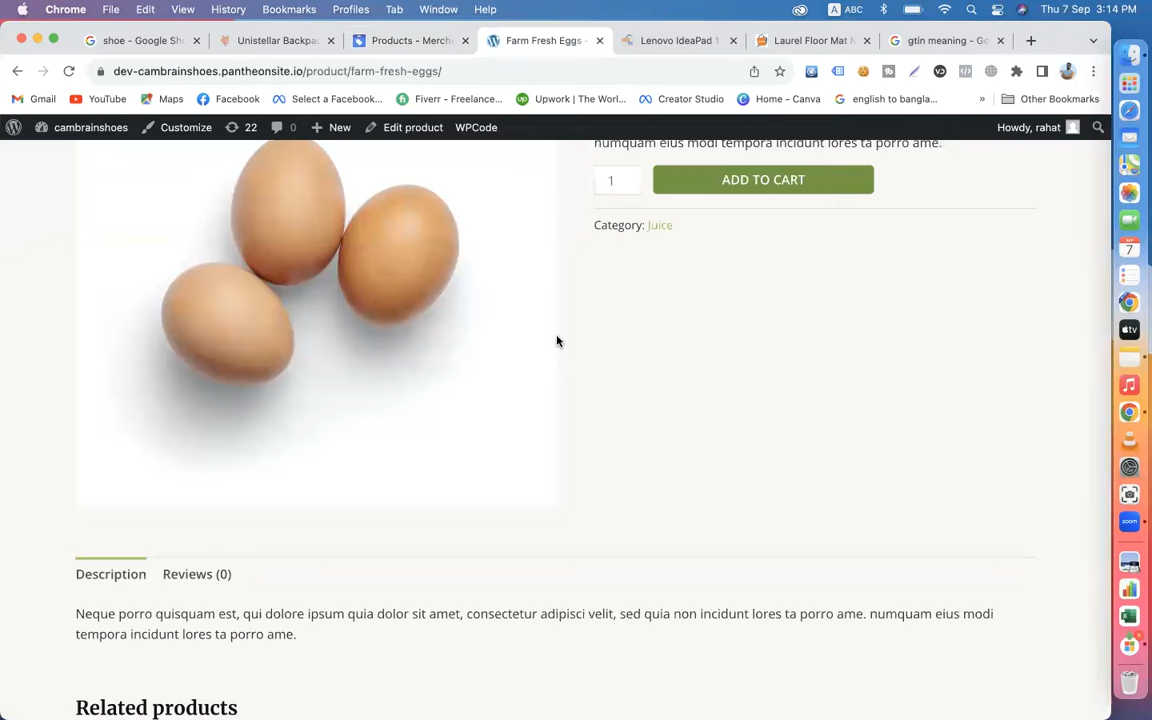 Chrome File Edit View History Bookmarks Profiles Tab Window Help A ABC Thu 7 Sep 3:14 PM
shoe - Google Sh Unistellar Backpa Products - Merch Farm Fresh Eggs - Lenovo IdeaPad 1 Laurel Floor Mat gtin meaning - Go
dev-cambrainshoes.pantheonsite.io/product/farm-fresh-eggs/
Gmail YouTube Maps Facebook Select a Facebook... Fiverr - Freelance... Upwork | The Worl... Creator Studio Home - Canva english to bangla... » Other Bookmarks
cambrainshoes Customize 22 0 New Edit product WPCode Howdy, rahat
numquam eius modi tempora incidunt lores ta porro ame.
1 ADD TO CART
Category: Juice
Description Reviews (0)
Neque porro quisquam est, qui dolore ipsum quia dolor sit amet, consectetur adipisci velit, sed quia non incidunt lores ta porro ame. numquam eius modi
tempora incidunt lores ta porro ame.
Related products
7
tv
zoom